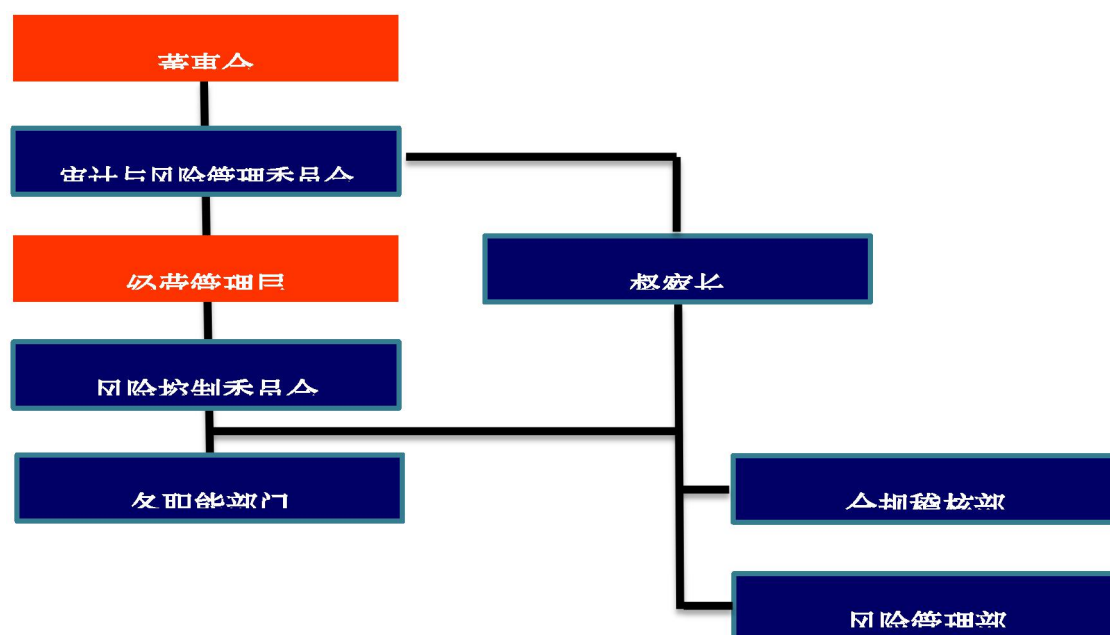 董事会
审计与风险管理委员会
经营管理层
督察长
风险控制委员会
各职能部门
合规稽核部
风险管理部